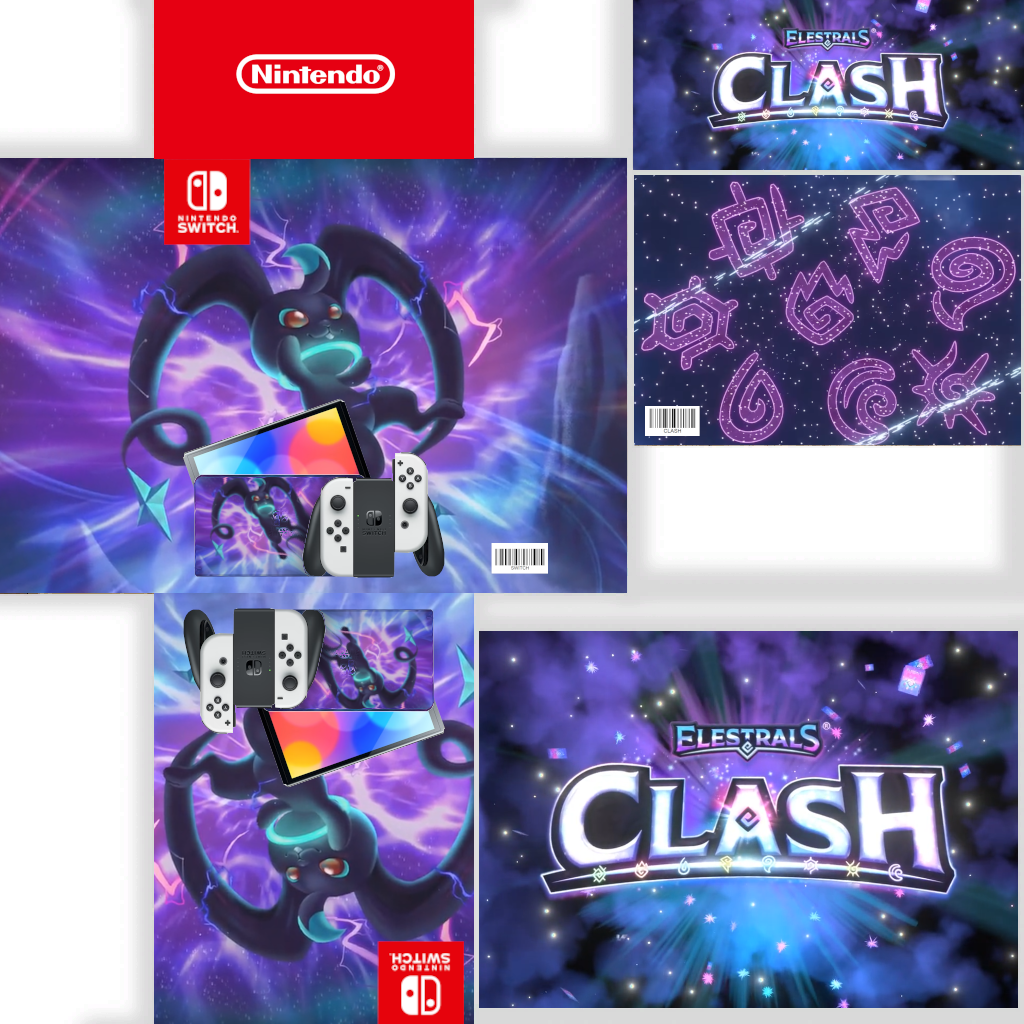 Nintendo®
NINTENDO
SWITCH.
ELESTRALS
CLASH
CLASH
SWITCH
ELESTRALS®
CLASH
NINTENDO
SWITCH.